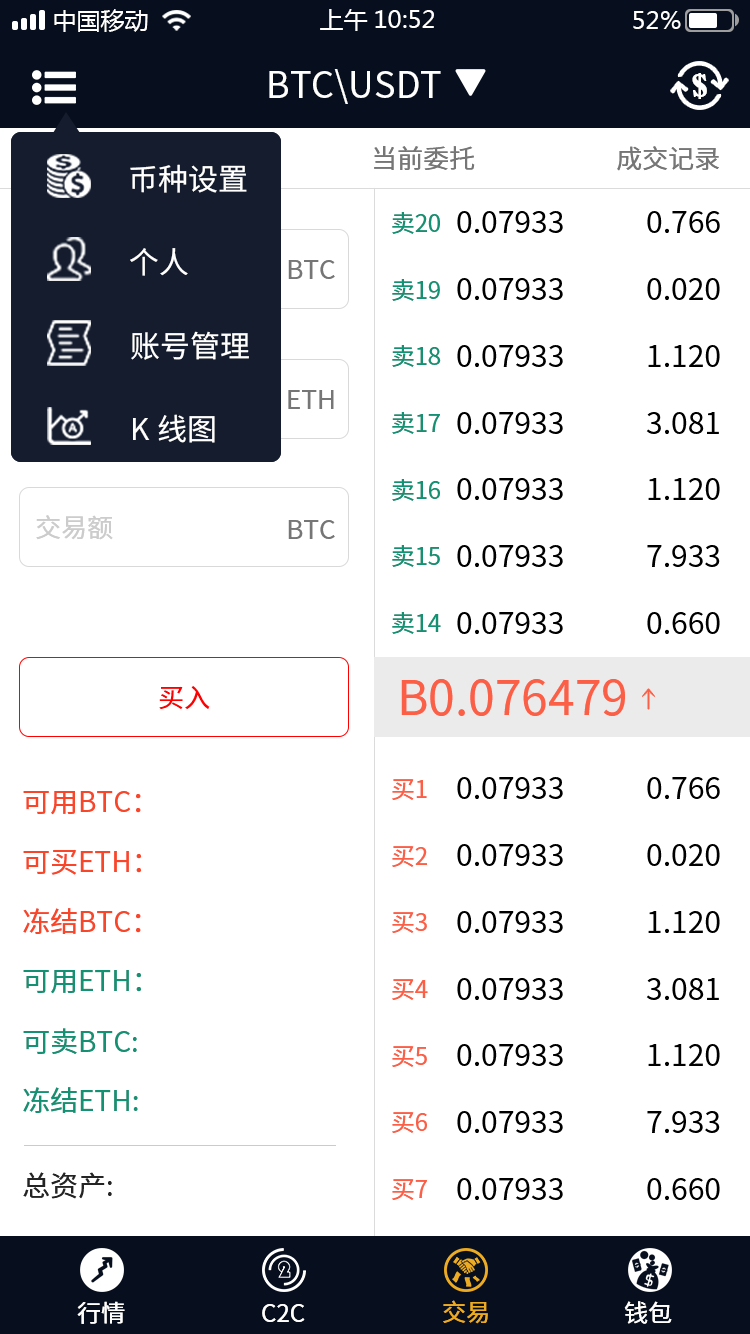 中国移动 上午 10:52 52%
BTC\USDT ▼
当前委托 成交记录
币种设置
个人
账号管理
K 线图
BTC
ETH
交易额 BTC
买入
可用BTC：
可买ETH：
冻结BTC：
可用ETH：
可卖BTC:
冻结ETH:
总资产:
卖20 0.07933 0.766
卖19 0.07933 0.020
卖18 0.07933 1.120
卖17 0.07933 3.081
卖16 0.07933 1.120
卖15 0.07933 7.933
卖14 0.07933 0.660
B0.076479 ↑
买1 0.07933 0.766
买2 0.07933 0.020
买3 0.07933 1.120
买4 0.07933 3.081
买5 0.07933 1.120
买6 0.07933 7.933
买7 0.07933 0.660
行情 C2C 交易 钱包